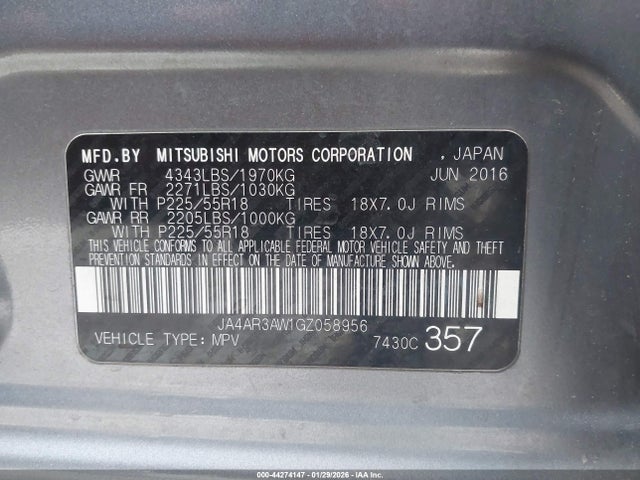 MFD.BY MITSUBISHI MOTORS CORPORATION , JAPAN
GVWR 4343LBS/1970KG JUN 2016
GAWR FR 2271LBS/1030KG
WITH P225/55R18 TIRES 18X7.0J RIMS
GAWR RR 2205LBS/1000KG
WITH P225/55R18 TIRES 18X7.0J RIMS
THIS VEHICLE CONFORMS TO ALL APPLICABLE FEDERAL MOTOR VEHICLE SAFETY AND THEFT
PREVENTION STANDARDS IN EFFECT ON THE DATE OF MANUFACTURE SHOWN ABOVE.
JA4AR3AW1GZ058956
VEHICLE TYPE: MPV 7430C 357
000-44274147 - 01/29/2026 - IAA Inc.